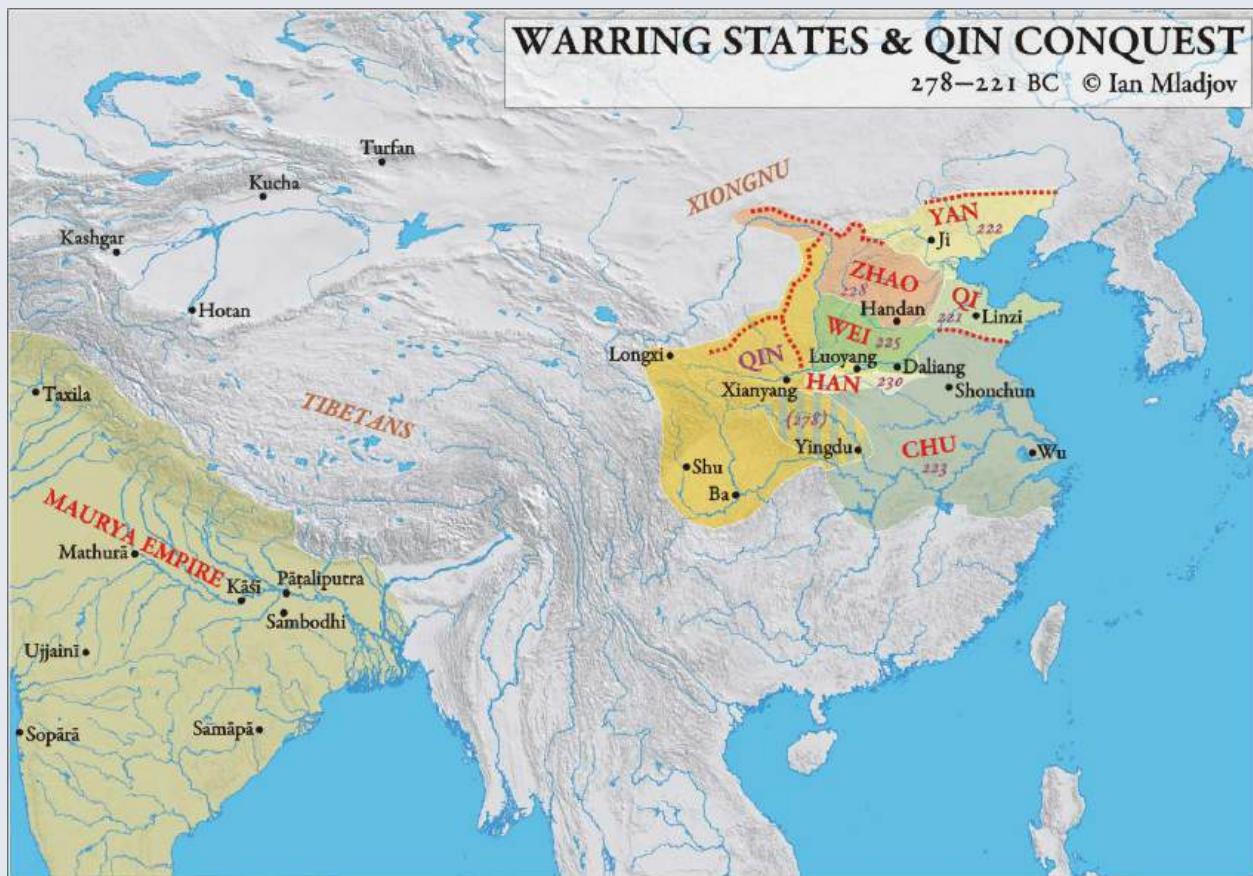 WARRING STATES & QIN CONQUEST
278–221 BC © Ian Mladjov
Turfan
Kucha
XIONGNU
Kashgar
YAN
222
Ji
Hotan
ZHAO
228
QI
221
Handan
Linzi
WEI 225
Longxi
QIN
Luoyang
Daliang
HAN
230
Xianyang
Shouchun
Taxila
TIBETANS
(278)
Yingdu
CHU
223
Wu
Shu
Ba
MAURYA EMPIRE
Mathurā
Kāśī
Pāṭaliputra
Sambodhi
Ujjainī
Sopārā
Samāpā